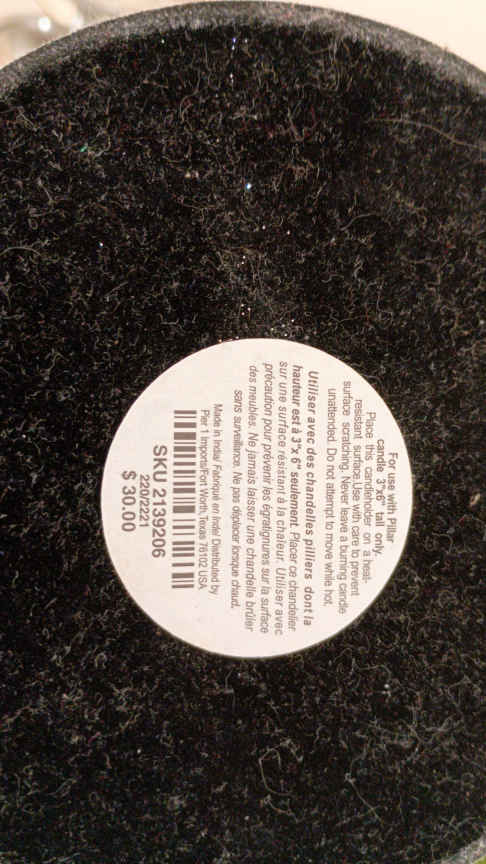 For use with Pillar
candle 3"x6" tall only.
Place this candleholder on a heat-
resistant surface.Use with care to prevent
surface scratching. Never leave a burning candle
unattended. Do not attempt to move while hot.
Utiliser avec des chandelles pilliers dont la
hauteur est à 3"x 6" seulement. Placer ce chandelier
sur une surface résistant à la chaleur. Utiliser avec
précaution pour prévenir les égratignures sur la surface
des meubles. Ne jamais laisser une chandelle brûler
sans surveillance. Ne pas déplacer lorsque chaud.
Made in India/ Fabriqué en Inde/ Distributed by
Pier 1 Imports/Fort Worth, Texas 76102 USA
SKU 2139206
220/2221
$ 30.00